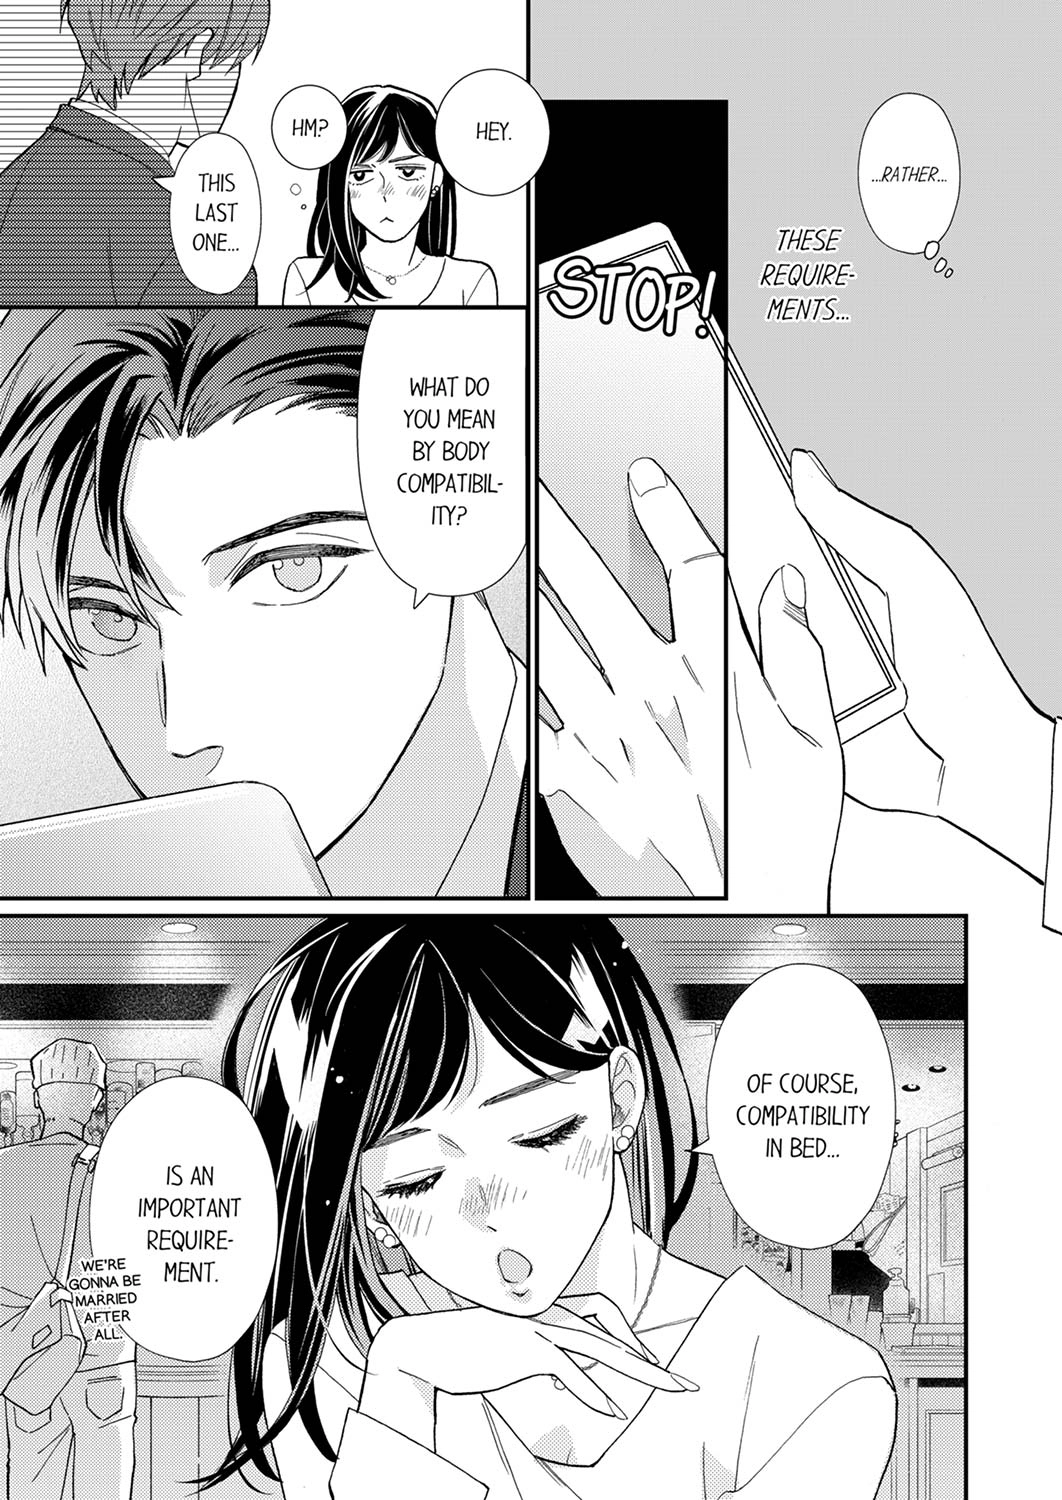 ...RATHER...
THESE
REQUIRE-
MENTS...
STOP!
HEY.
HM?
THIS
LAST
ONE...
WHAT DO
YOU MEAN
BY BODY
COMPATIBIL-
ITY?
OF COURSE,
COMPATIBILITY
IN BED...
IS AN
IMPORTANT
REQUIRE-
MENT.
WE'RE
GONNA BE
MARRIED
AFTER
ALL.